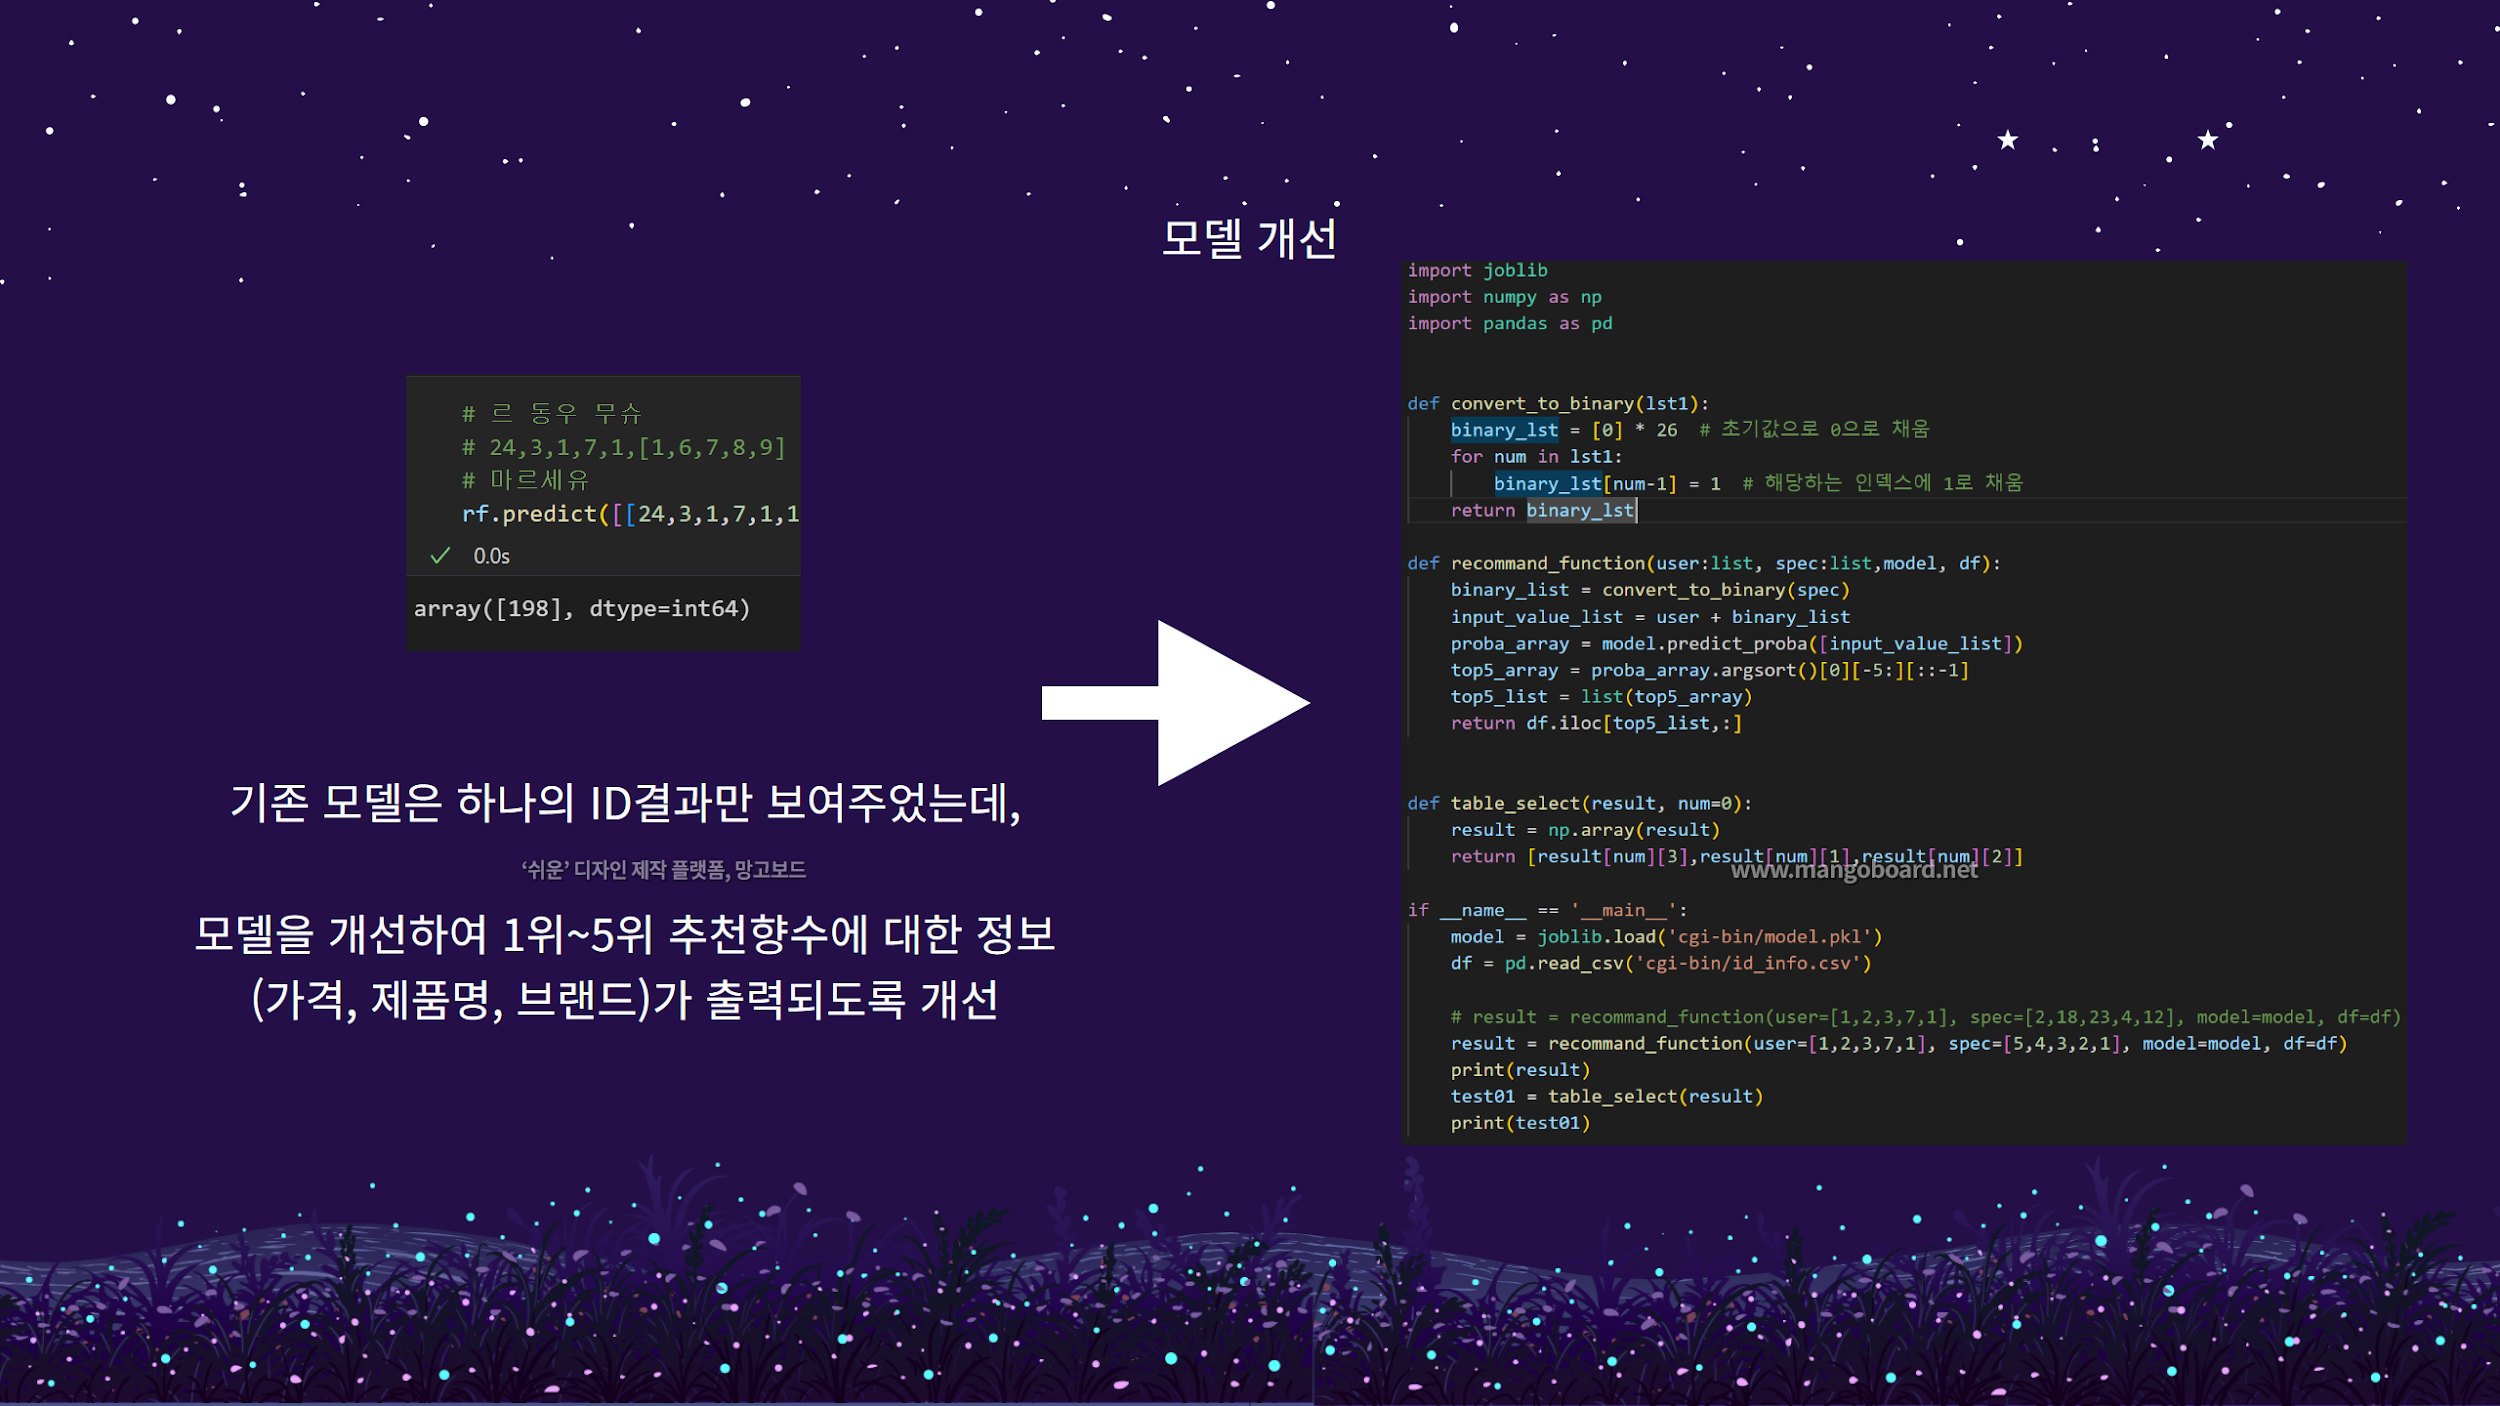 모델 개선
# 르 동우 무슈
# 24,3,1,7,1,[1,6,7,8,9]
# 마르세유
rf.predict([[24,3,1,7,1,1
0.0s
array([198], dtype=int64)
기존 모델은 하나의 ID결과만 보여주었는데,
‘쉬운’ 디자인 제작 플랫폼, 망고보드
모델을 개선하여 1위~5위 추천향수에 대한 정보
(가격, 제품명, 브랜드)가 출력되도록 개선
import joblib
import numpy as np
import pandas as pd
def convert_to_binary(lst1):
binary_lst = [0] * 26  # 초기값으로 0으로 채움
for num in lst1:
binary_lst[num-1] = 1  # 해당하는 인덱스에 1로 채움
return binary_lst
def recommand_function(user:list, spec:list,model, df):
binary_list = convert_to_binary(spec)
input_value_list = user + binary_list
proba_array = model.predict_proba([input_value_list])
top5_array = proba_array.argsort()[0][-5:][::-1]
top5_list = list(top5_array)
return df.iloc[top5_list,:]
def table_select(result, num=0):
result = np.array(result)
return [result[num][3],result[num][1],result[num][2]]
www.mangoboard.net
if __name__ == '__main__':
model = joblib.load('cgi-bin/model.pkl')
df = pd.read_csv('cgi-bin/id_info.csv')
# result = recommand_function(user=[1,2,3,7,1], spec=[2,18,23,4,12], model=model, df=df)
result = recommand_function(user=[1,2,3,7,1], spec=[5,4,3,2,1], model=model, df=df)
print(result)
test01 = table_select(result)
print(test01)